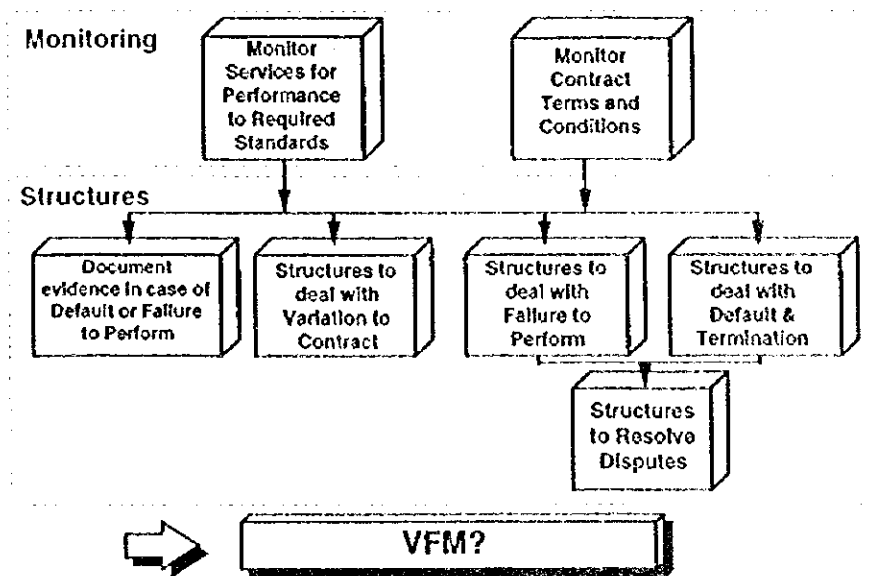 Monitoring
Monitor
Services for
Performance
to Required
Standards
Monitor
Contract
Terms and
Conditions
Structures
Document
evidence in case of
Default or Failure
to Perform
Structures to
deal with
Variation to
Contract
Structures to
deal with
Failure to
Perform
Structures to
deal with
Default &
Termination
Structures
to Resolve
Disputes
VFM?